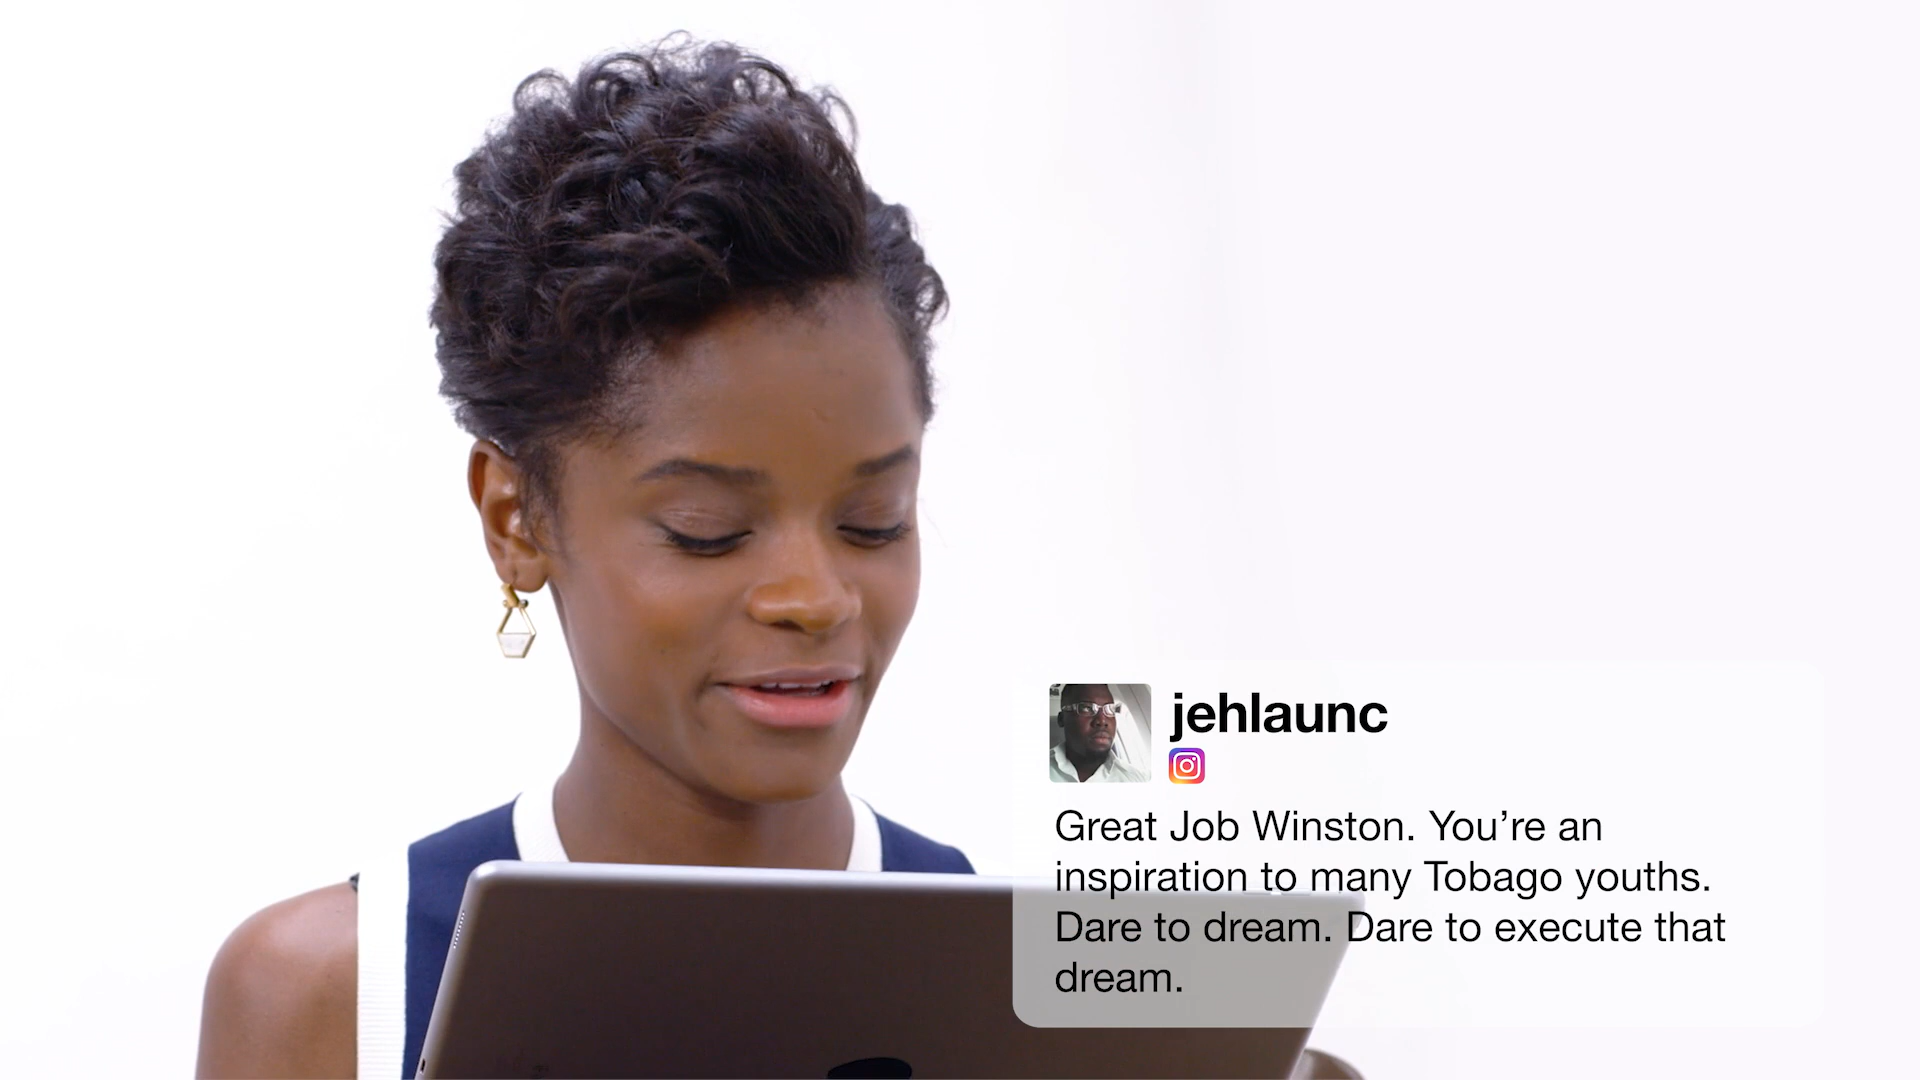 jehlaunc
Great Job Winston. You’re an
inspiration to many Tobago youths.
Dare to dream. Dare to execute that
dream.